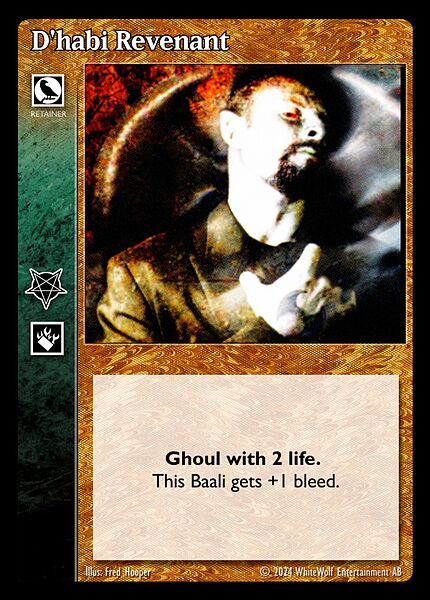 D'habi Revenant
RETAINER
Ghoul with 2 life.
This Baali gets +1 bleed.
Illus: Fred Hooper
© 2024 WhiteWolf Entertainment AB